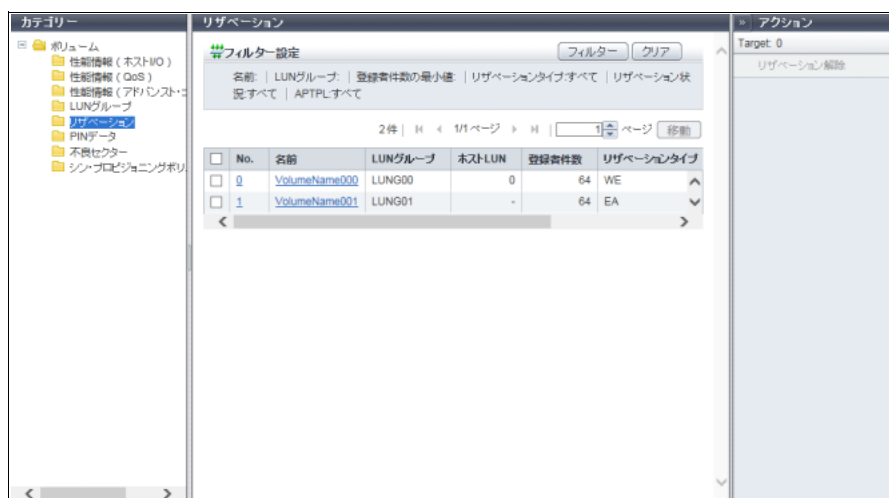 カテゴリー
リザベーション
» アクション
ボリューム
性能情報（ホストI/O）
性能情報（QoS）
性能情報（アドバンスト・コ
LUNグループ
リザベーション
PINデータ
不良セクター
シン・プロビジョニングボリ.
フィルター設定
フィルター クリア
名前: | LUNグループ: | 登録者件数の最小値: | リザベーションタイプ:すべて | リザベーション状
況:すべて | APTPL:すべて
2件 | 1/1 ページ | 1 ページ 移動
No. 名前 LUNグループ ホストLUN 登録者件数 リザベーションタイプ
0 VolumeName000 LUNG00 0 64 WE
1 VolumeName001 LUNG01 - 64 EA
Target: 0
リザベーション解除